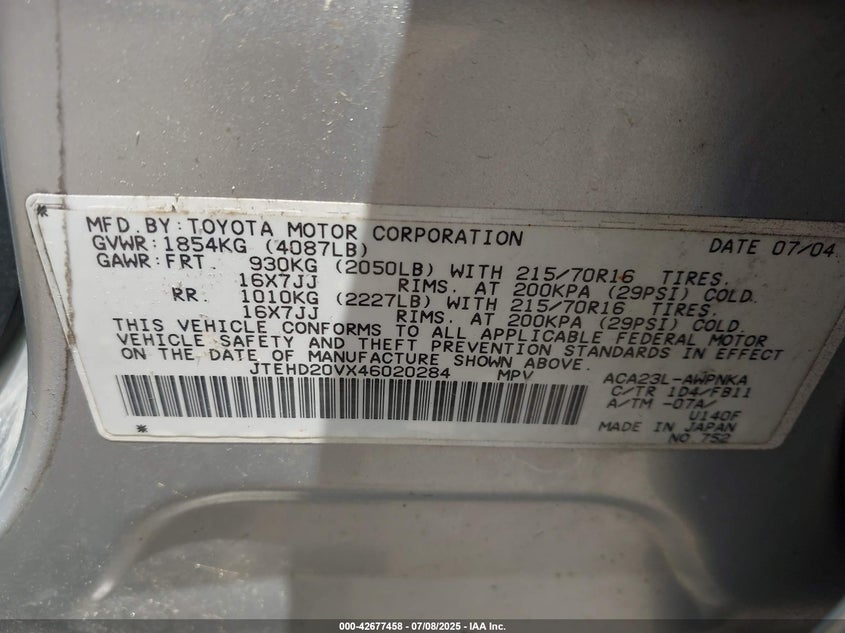 MFD.BY:TOYOTA MOTOR CORPORATION DATE 07/04
GVWR:1854KG (4087LB)
GAWR:FRT. 930KG (2050LB) WITH 215/70R16 TIRES.
16X7JJ RIMS. AT 200KPA (29PSI) COLD.
RR. 1010KG (2227LB) WITH 215/70R16 TIRES.
16X7JJ RIMS. AT 200KPA (29PSI) COLD.
THIS VEHICLE CONFORMS TO ALL APPLICABLE FEDERAL MOTOR
VEHICLE SAFETY AND THEFT PREVENTION STANDARDS IN EFFECT
ON THE DATE OF MANUFACTURE SHOWN ABOVE.
JTEHD20VX46020284 MPV ACA23L-AWPNKA
C/TR 1D4/FB11
A/TM -07A/
U140F
MADE IN JAPAN
NO 752
000-42677458 - 07/08/2025 - IAA Inc.